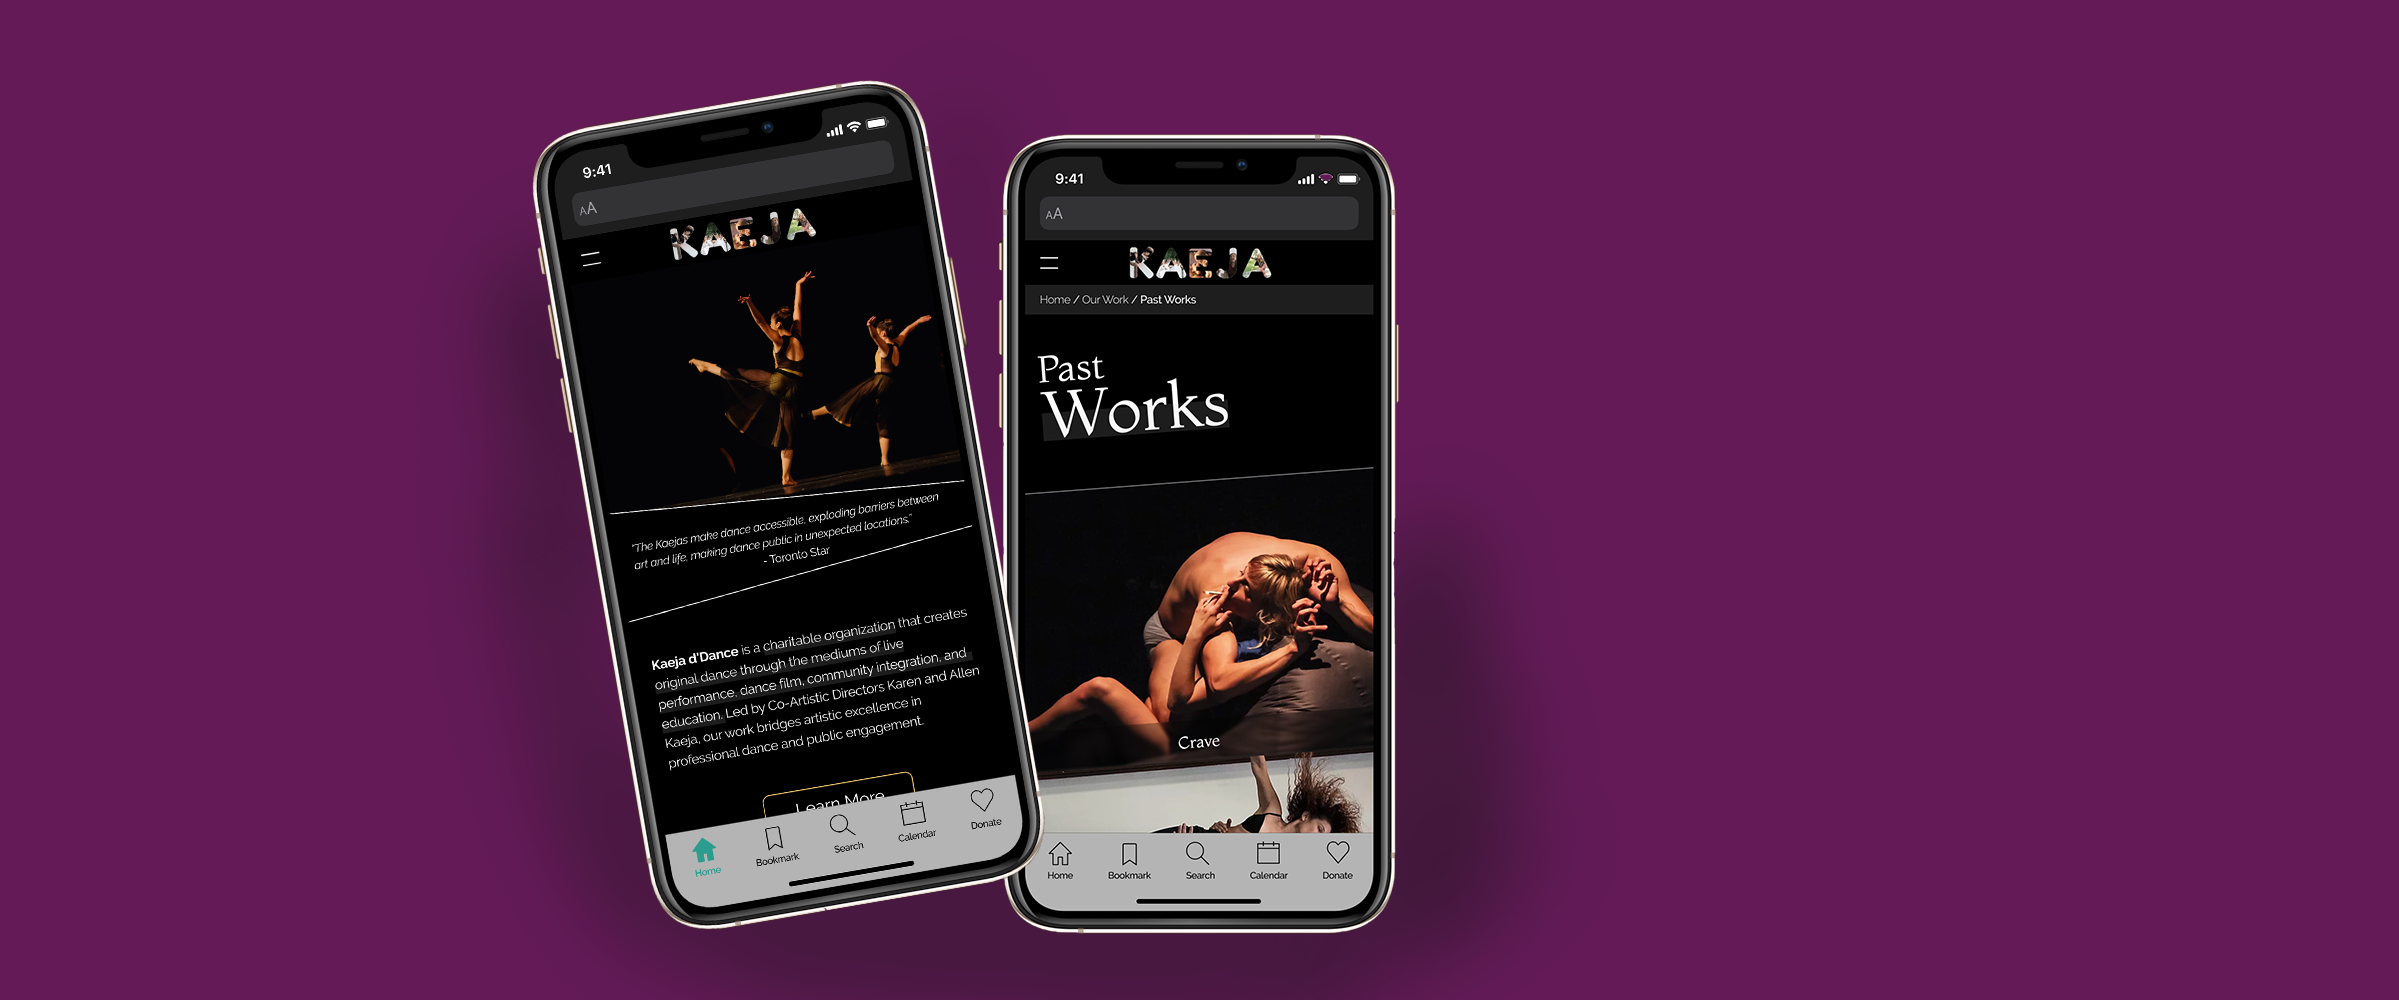 9:41
AA
KAEJA
"The Kaejas make dance accessible, exploding barriers between
art and life, making dance public in unexpected locations."
- Toronto Star
Kaeja d'Dance is a charitable organization that creates
original dance through the mediums of live
performance, dance film, community integration, and
education. Led by Co-Artistic Directors Karen and Allen
Kaeja, our work bridges artistic excellence in
professional dance and public engagement.
Learn More
Home Bookmark Search Calendar Donate
9:41
AA
KAEJA
Home / Our Work / Past Works
Past
Works
Crave
Home Bookmark Search Calendar Donate